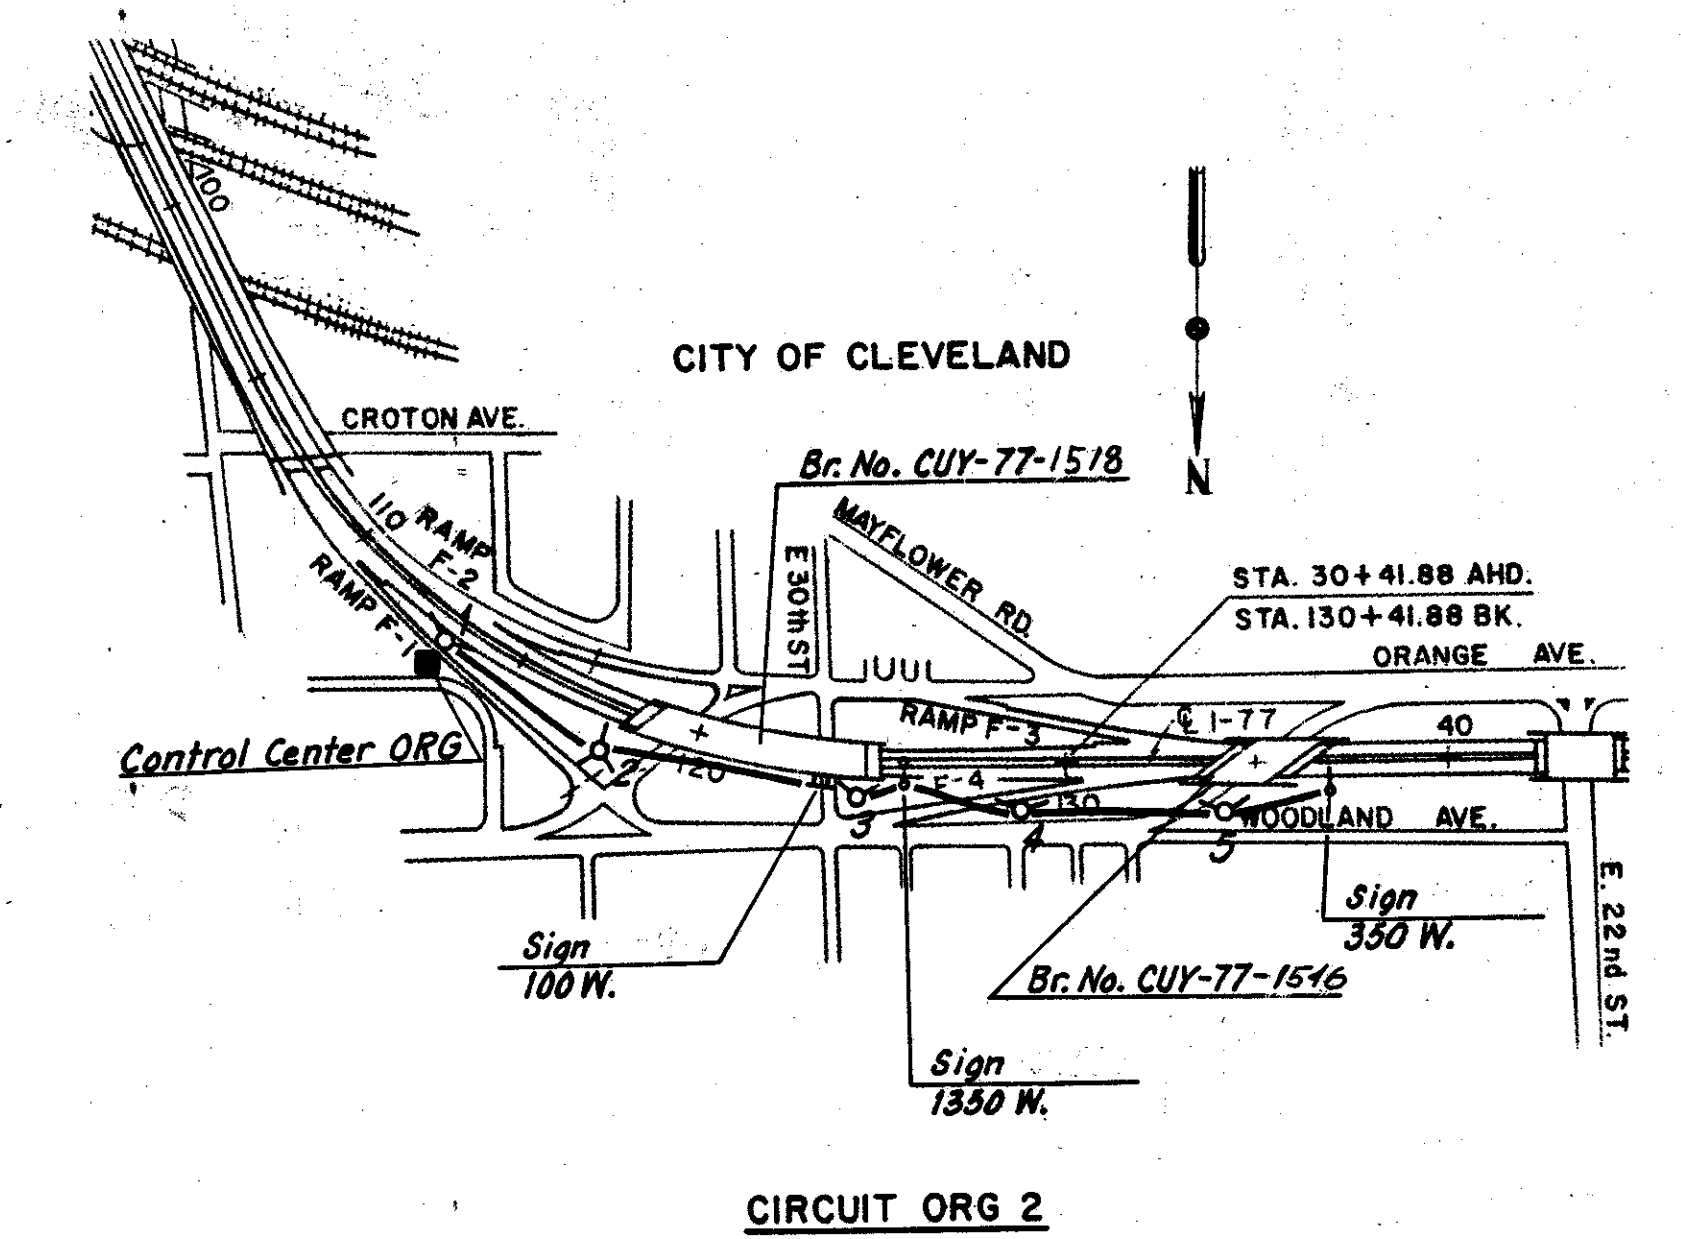 100
CITY OF CLEVELAND
CROTON AVE.
Br. No. CUY-77-1518
N
110
RAMP
F-2
RAMP F-1
E 30th ST
MAYFLOWER RD.
STA. 30+41.88 AHD.
STA. 130+41.88 BK.
ORANGE AVE.
1
Control Center ORG
2
120
RAMP F-3
℄ I-77
40
F-4
130
3
4
5
WOODLAND AVE.
E. 22nd ST.
Sign
350 W.
Sign
100 W.
Br. No. CUY-77-1546
Sign
1350 W.
CIRCUIT ORG 2